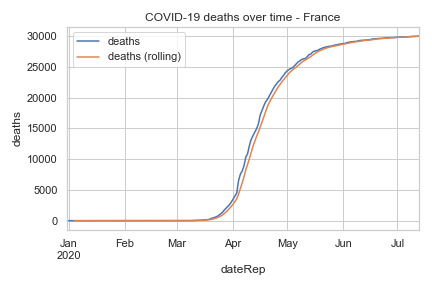 COVID-19 deaths over time - France
30000
25000
20000
15000
10000
5000
0
deaths
deaths
deaths (rolling)
Jan
2020
Feb
Mar
Apr
May
Jun
Jul
dateRep